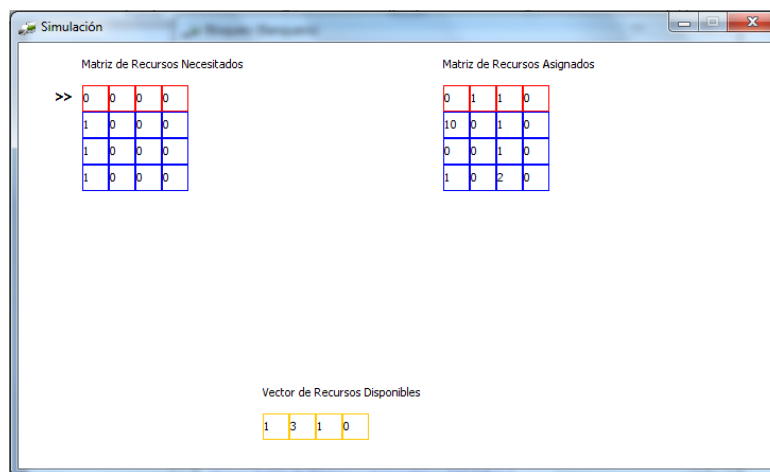 Simulación
Matriz de Recursos Necesitados
Matriz de Recursos Asignados
>> 0 0 0 0
0 1 1 0
1 0 0 0
10 0 1 0
1 0 0 0
0 0 1 0
1 0 0 0
1 0 2 0
Vector de Recursos Disponibles
1 3 1 0